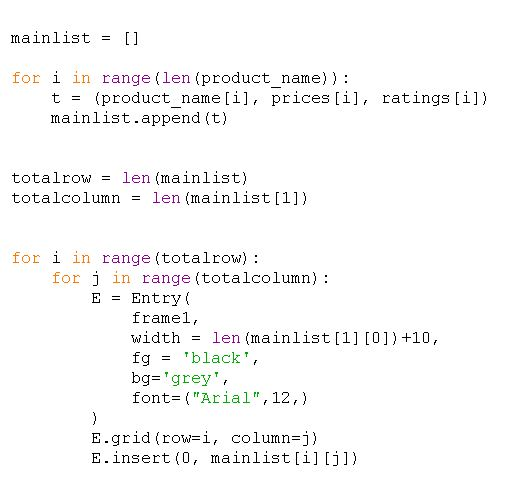 mainlist = []
for i in range(len(product_name)):
    t = (product_name[i], prices[i], ratings[i])
    mainlist.append(t)
totalrow = len(mainlist)
totalcolumn = len(mainlist[1])
for i in range(totalrow):
    for j in range(totalcolumn):
        E = Entry(
            frame1,
            width = len(mainlist[1][0])+10,
            fg = 'black',
            bg='grey',
            font=("Arial",12,)
        )
        E.grid(row=i, column=j)
        E.insert(0, mainlist[i][j])